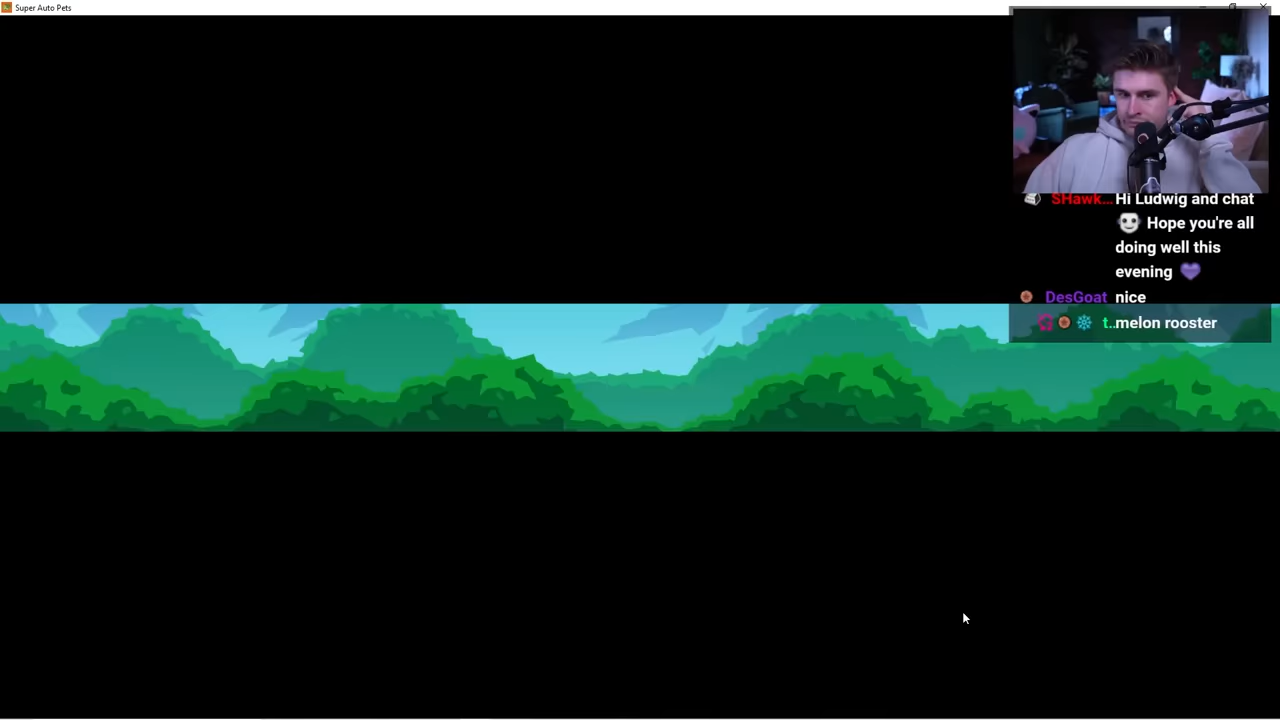 Super Auto Pets
SHawk... Hi Ludwig and chat
Hope you're all
doing well this
evening
DesGoat nice
t.. melon rooster